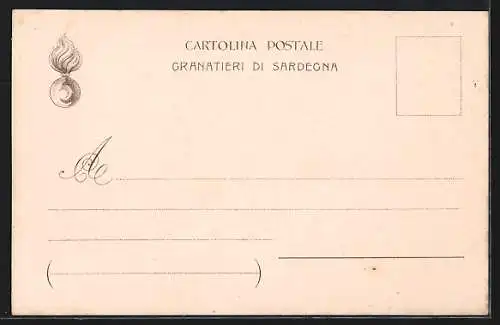 CARTOLINA POSTALE
GRANATIERI DI SARDEGNA
A
( )